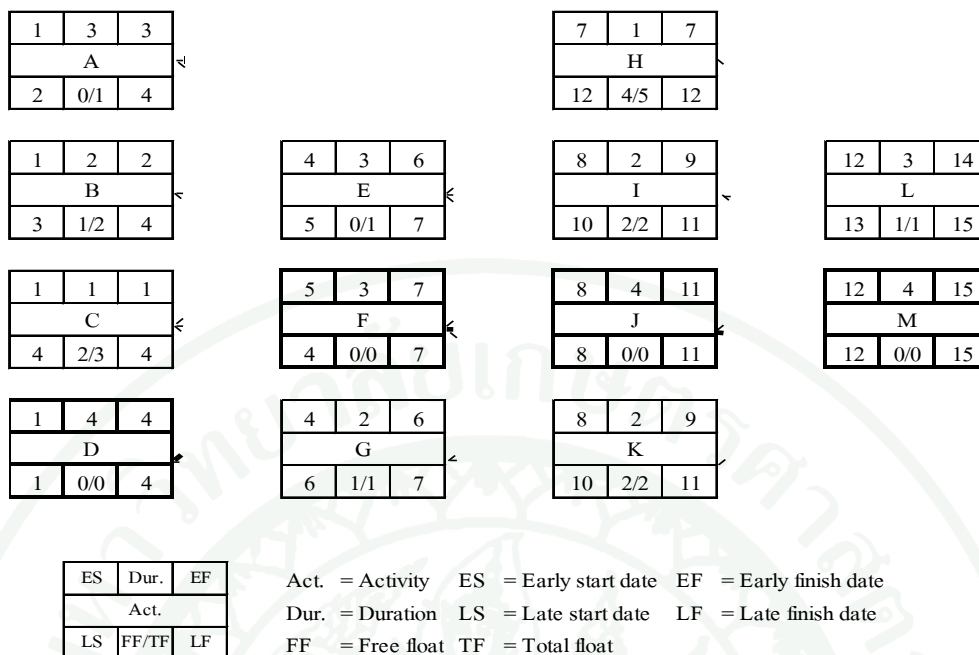 1 3 3 7 1 7
A H
2 0/1 4 12 4/5 12
1 2 2 4 3 6 8 2 9 12 3 14
B E I L
3 1/2 4 5 0/1 7 10 2/2 11 13 1/1 15
1 1 1 5 3 7 8 4 11 12 4 15
C F J M
4 2/3 4 4 0/0 7 8 0/0 11 12 0/0 15
1 4 4 4 2 6 8 2 9
D G K
1 0/0 4 6 1/1 7 10 2/2 11
ES Dur. EF Act. = Activity ES = Early start date EF = Early finish date
Act. Dur. = Duration LS = Late start date LF = Late finish date
LS FF/TF LF FF = Free float TF = Total float